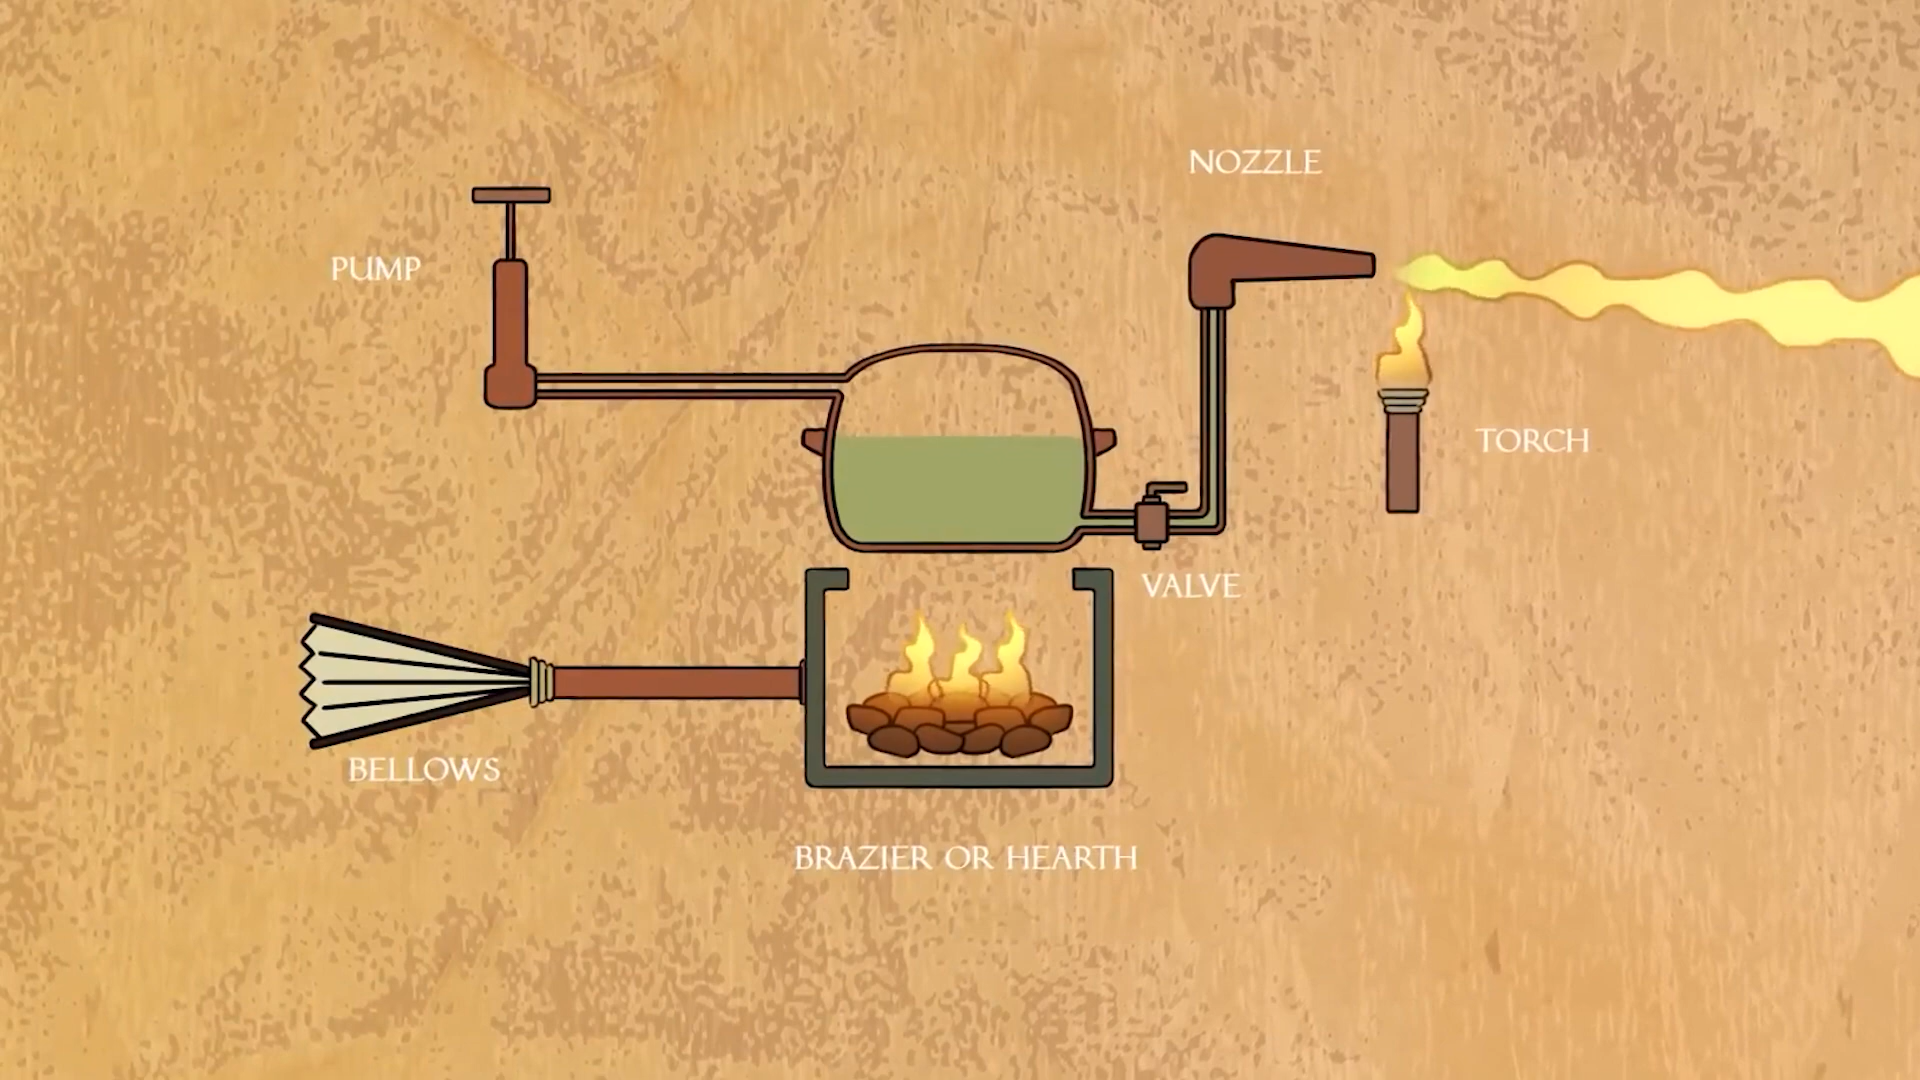 NOZZLE
PUMP
TORCH
VALVE
BELLOWS
BRAZIER OR HEARTH